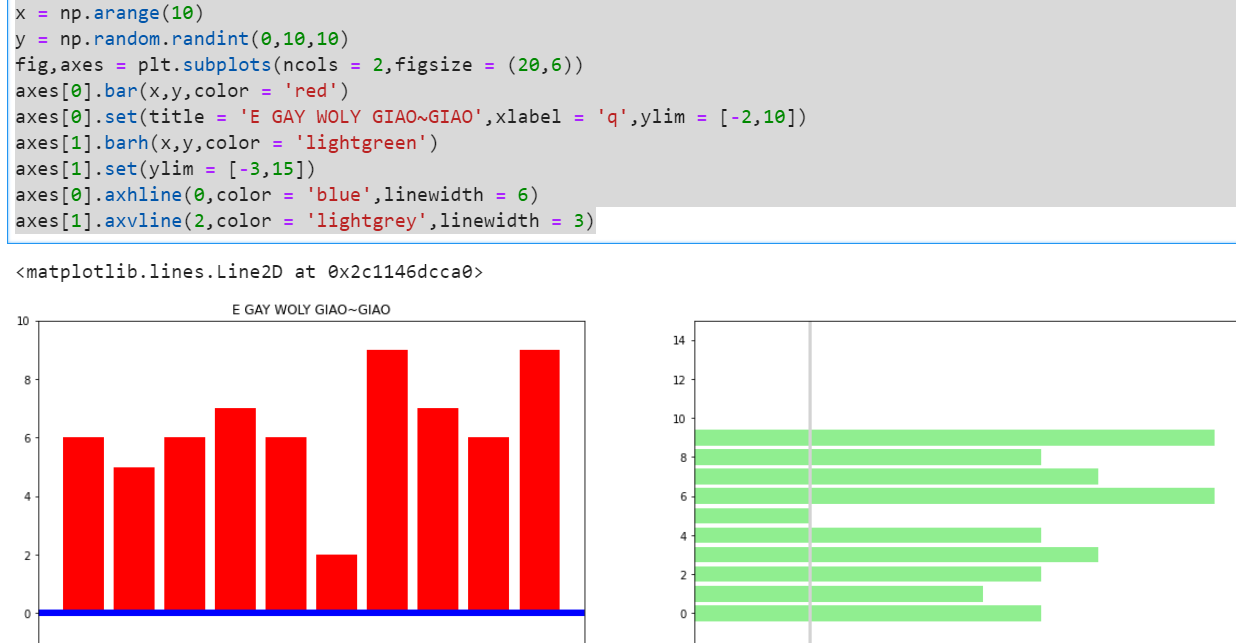 x = np.arange(10)
y = np.random.randint(0,10,10)
fig,axes = plt.subplots(ncols = 2,figsize = (20,6))
axes[0].bar(x,y,color = 'red')
axes[0].set(title = 'E GAY WOLY GIAO~GIAO',xlabel = 'q',ylim = [-2,10])
axes[1].barh(x,y,color = 'lightgreen')
axes[1].set(ylim = [-3,15])
axes[0].axhline(0,color = 'blue',linewidth = 6)
axes[1].axvline(2,color = 'lightgrey',linewidth = 3)
<matplotlib.lines.Line2D at 0x2c1146dcca0>
E GAY WOLY GIAO~GIAO
10
8
6
4
2
0
14
12
10
8
6
4
2
0